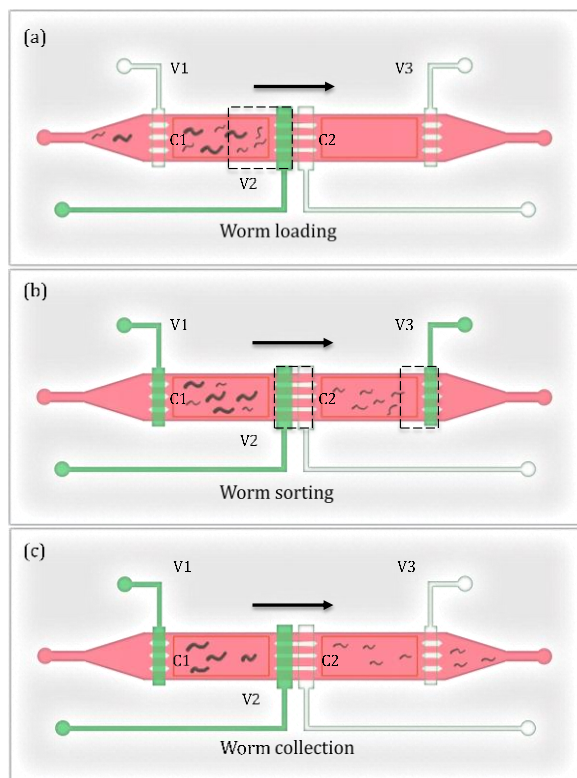 (a)
V1
V3
C1
C2
V2
Worm loading
(b)
V1
V3
C1
C2
V2
Worm sorting
(c)
V1
V3
C1
C2
V2
Worm collection